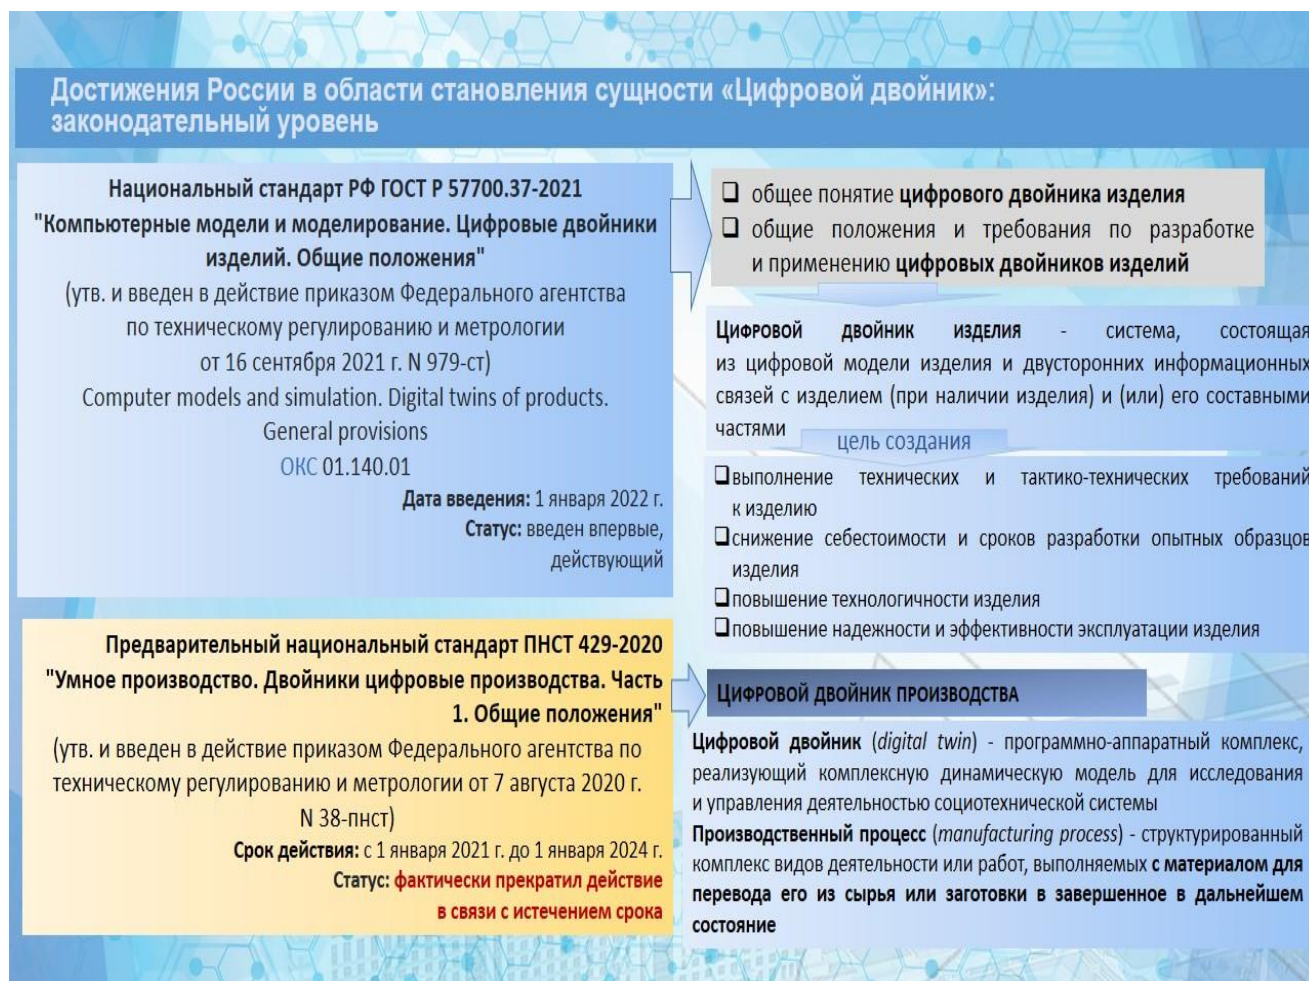 Достижения России в области становления сущности «Цифровой двойник»:
законодательный уровень
Национальный стандарт РФ ГОСТ Р 57700.37-2021
"Компьютерные модели и моделирование. Цифровые двойники
изделий. Общие положения"
(утв. и введен в действие приказом Федерального агентства
по техническому регулированию и метрологии
от 16 сентября 2021 г. N 979-ст)
Computer models and simulation. Digital twins of products.
General provisions
ОКС 01.140.01
Дата введения: 1 января 2022 г.
Статус: введен впервые,
действующий
❑ общее понятие цифрового двойника изделия
❑ общие положения и требования по разработке
и применению цифровых двойников изделий
Цифровой двойник изделия - система, состоящая
из цифровой модели изделия и двусторонних информационных
связей с изделием (при наличии изделия) и (или) его составными
частями
цель создания
❑выполнение технических и тактико-технических требований
к изделию
❑снижение себестоимости и сроков разработки опытных образцов
изделия
❑повышение технологичности изделия
❑повышение надежности и эффективности эксплуатации изделия
Предварительный национальный стандарт ПНСТ 429-2020
"Умное производство. Двойники цифровые производства. Часть
1. Общие положения"
(утв. и введен в действие приказом Федерального агентства по
техническому регулированию и метрологии от 7 августа 2020 г.
N 38-пнст)
Срок действия: с 1 января 2021 г. до 1 января 2024 г.
Статус: фактически прекратил действие
в связи с истечением срока
ЦИФРОВОЙ ДВОЙНИК ПРОИЗВОДСТВА
Цифровой двойник (digital twin) - программно-аппаратный комплекс,
реализующий комплексную динамическую модель для исследования
и управления деятельностью социотехнической системы
Производственный процесс (manufacturing process) - структурированный
комплекс видов деятельности или работ, выполняемых с материалом для
перевода его из сырья или заготовки в завершенное в дальнейшем
состояние